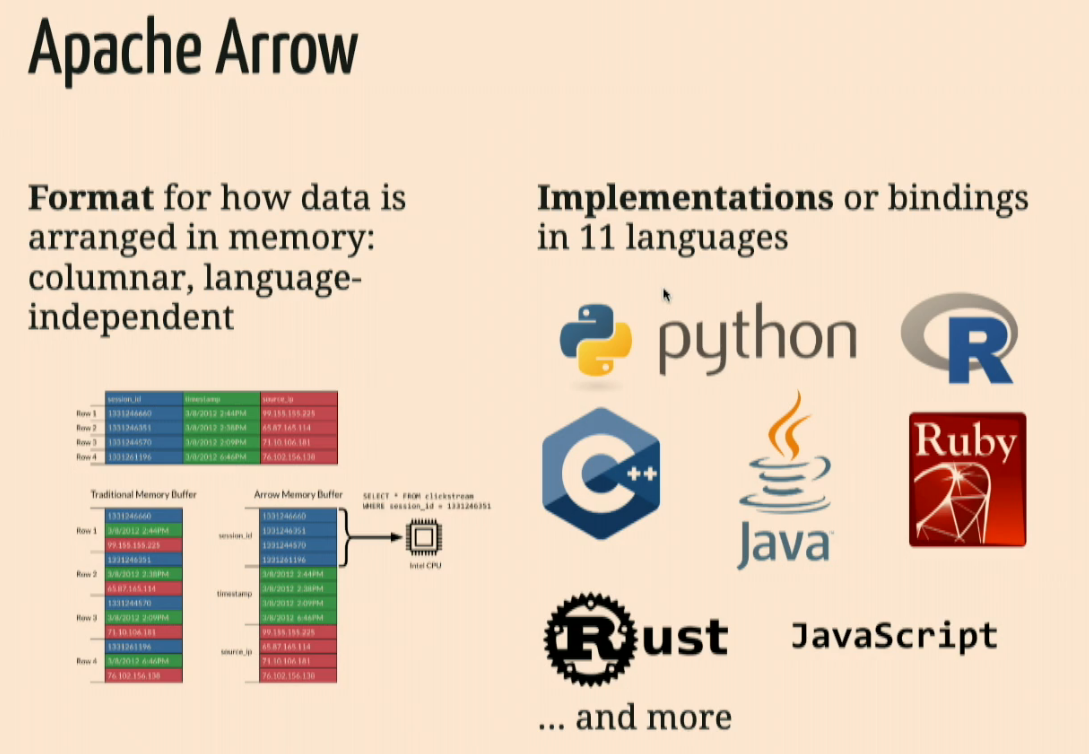 Apache Arrow
Format for how data is
arranged in memory:
columnar, language-
independent
session_id timestamp source_ip
Row 1 1331246660 3/8/2012 2:44PM 99.155.155.225
Row 2 1331246351 3/8/2012 2:38PM 65.87.165.114
Row 3 1331244570 3/8/2012 2:09PM 71.10.106.181
Row 4 1331261196 3/8/2012 6:46PM 76.102.156.138
Traditional Memory Buffer
Row 1
1331246660
3/8/2012 2:44PM
99.155.155.225
Row 2
1331246351
3/8/2012 2:38PM
65.87.165.114
Row 3
1331244570
3/8/2012 2:09PM
71.10.106.181
Row 4
1331261196
3/8/2012 6:46PM
76.102.156.138
Arrow Memory Buffer
session_id
1331246660
1331246351
1331244570
1331261196
timestamp
3/8/2012 2:44PM
3/8/2012 2:38PM
3/8/2012 2:09PM
3/8/2012 6:46PM
source_ip
99.155.155.225
65.87.165.114
71.10.106.181
76.102.156.138
SELECT * FROM clickstream
WHERE session_id = 1331246351
Intel CPU
Implementations or bindings
in 11 languages
python
R
C++
Java
Ruby
Rust
JavaScript
... and more